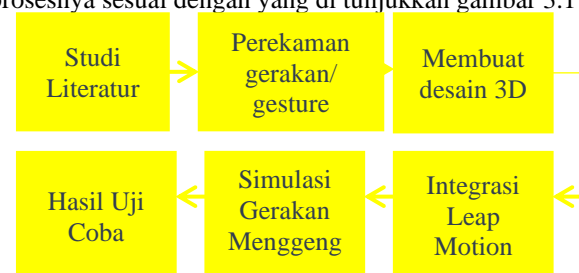 prosesnya sesuai dengan yang di tunjukkan gambar 3.1
Studi
Literatur
Perekaman
gerakan/
gesture
Membuat
desain 3D
Integrasi
Leap
Motion
Simulasi
Gerakan
Menggeng
Hasil Uji
Coba